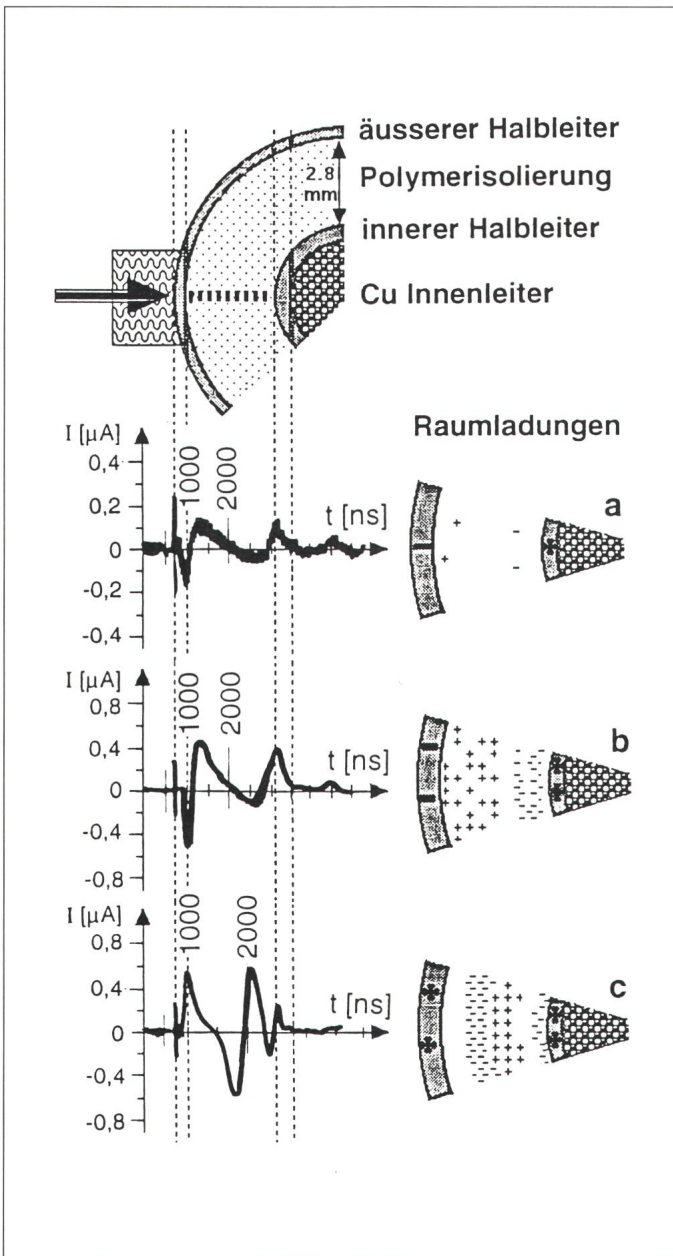 äusserer Halbleiter
2.8
mm
Polymerisolierung
innerer Halbleiter
Cu Innenleiter
Raumladungen
I [µA]
0,4
0,2
0
-0,2
-0,4
1000
2000
t [ns]
a
I [µA]
0,8
0,4
0
-0,4
-0,8
1000
2000
t [ns]
b
I [µA]
0,8
0,4
0
-0,4
-0,8
1000
2000
t [ns]
c